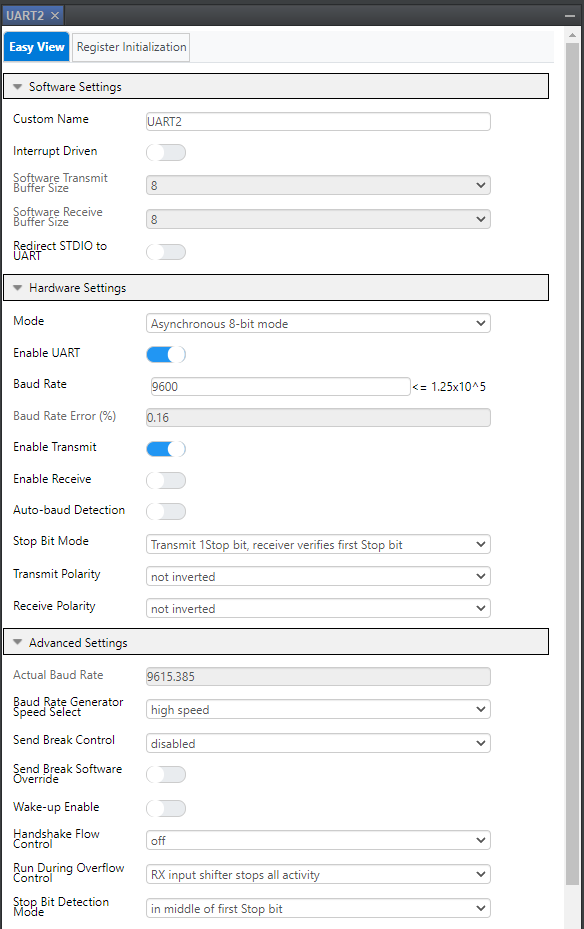 UART2 ×
Easy View
Register Initialization
Software Settings
Custom Name
UART2
Interrupt Driven
Software Transmit
Buffer Size
8
Software Receive
Buffer Size
8
Redirect STDIO to
UART
Hardware Settings
Mode
Asynchronous 8-bit mode
Enable UART
Baud Rate
9600
<= 1.25x10^5
Baud Rate Error (%)
0.16
Enable Transmit
Enable Receive
Auto-baud Detection
Stop Bit Mode
Transmit 1Stop bit, receiver verifies first Stop bit
Transmit Polarity
not inverted
Receive Polarity
not inverted
Advanced Settings
Actual Baud Rate
9615.385
Baud Rate Generator
Speed Select
high speed
Send Break Control
disabled
Send Break Software
Override
Wake-up Enable
Handshake Flow
Control
off
Run During Overflow
Control
RX input shifter stops all activity
Stop Bit Detection
Mode
in middle of first Stop bit